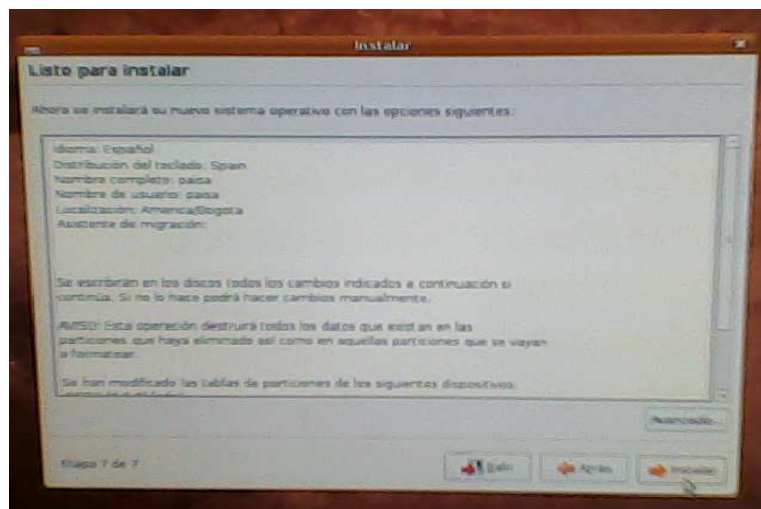 Instalar
Listo para instalar
Ahora se instalará su nuevo sistema operativo con las opciones siguientes:
Idioma: Español
Distribución del teclado: Spain
Nombre completo: paisa
Nombre de usuario: paisa
Localización: America/Bogota
Asistente de migración:
Se escribirán en los discos todos los cambios indicados a continuación si
continúa. Si no lo hace podrá hacer cambios manualmente.
AVISO: Esta operación destruirá todos los datos que existan en las
particiones que haya eliminado así como en aquellas particiones que se vayan
a formatear.
Se han modificado las tablas de particiones de los siguientes dispositivos:
Avanzado...
Etapa 7 de 7
Atrás
Instalar